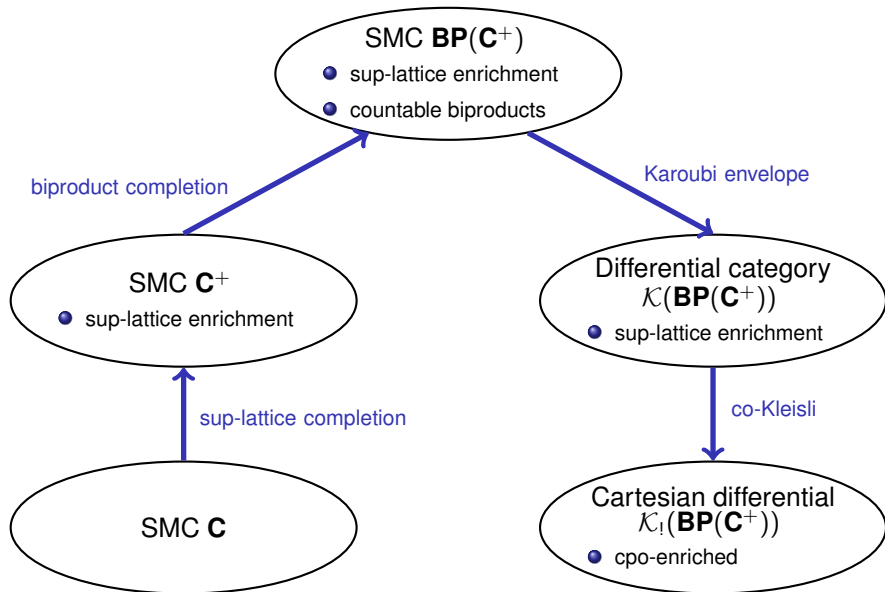 SMC BP(C⁺)
sup-lattice enrichment
countable biproducts
biproduct completion
Karoubi envelope
SMC C⁺
sup-lattice enrichment
Differential category
𝒦(BP(C⁺))
sup-lattice enrichment
sup-lattice completion
co-Kleisli
SMC C
Cartesian differential
𝒦!(BP(C⁺))
cpo-enriched